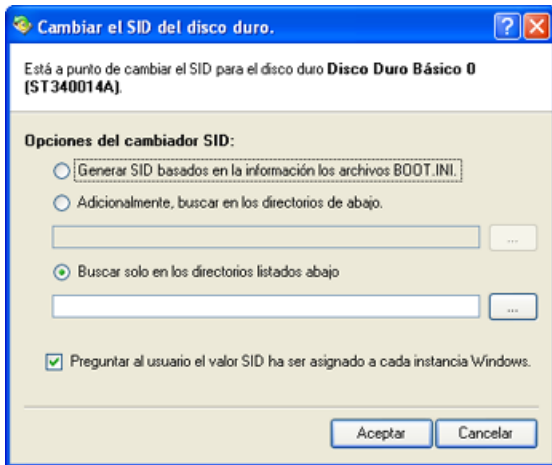 Cambiar el SID del disco duro.
Está a punto de cambiar el SID para el disco duro Disco Duro Básico 0
(ST340014A).
Opciones del cambiador SID:
Generar SID basados en la información los archivos BOOT.INI.
Adicionalmente, buscar en los directorios de abajo.
...
Buscar solo en los directorios listados abajo
...
Preguntar al usuario el valor SID ha ser asignado a cada instancia Windows.
Aceptar Cancelar